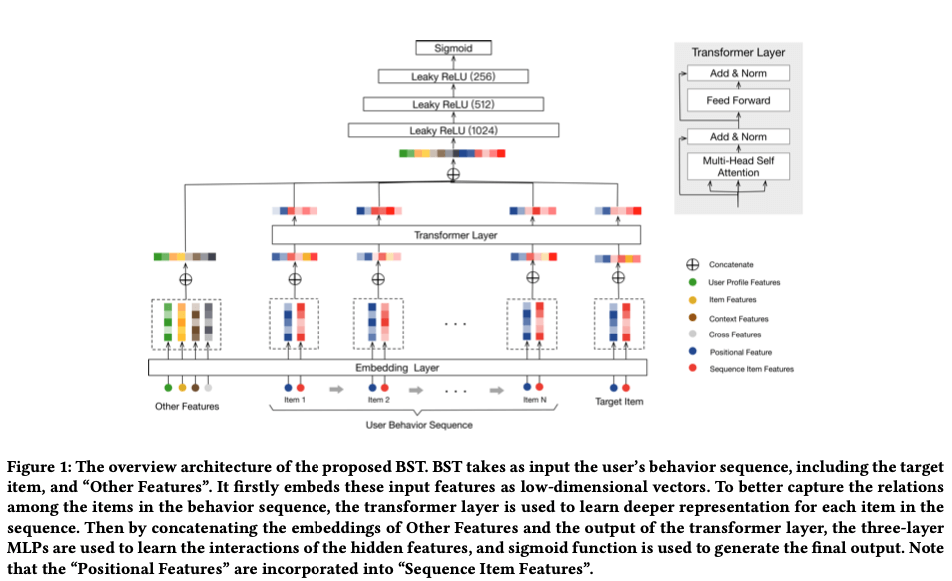 Sigmoid
Leaky ReLU (256)
Leaky ReLU (512)
Leaky ReLU (1024)
Transformer Layer
Embedding Layer
Other Features
Item 1
Item 2
. . .
. . .
Item N
Target Item
User Behavior Sequence
Transformer Layer
Add & Norm
Feed Forward
Add & Norm
Multi-Head Self
Attention
Concatenate
User Profile Features
Item Features
Context Features
Cross Features
Positional Feature
Sequence Item Features
Figure 1: The overview architecture of the proposed BST. BST takes as input the user's behavior sequence, including the target
item, and “Other Features”. It firstly embeds these input features as low-dimensional vectors. To better capture the relations
among the items in the behavior sequence, the transformer layer is used to learn deeper representation for each item in the
sequence. Then by concatenating the embeddings of Other Features and the output of the transformer layer, the three-layer
MLPs are used to learn the interactions of the hidden features, and sigmoid function is used to generate the final output. Note
that the “Positional Features” are incorporated into “Sequence Item Features”.